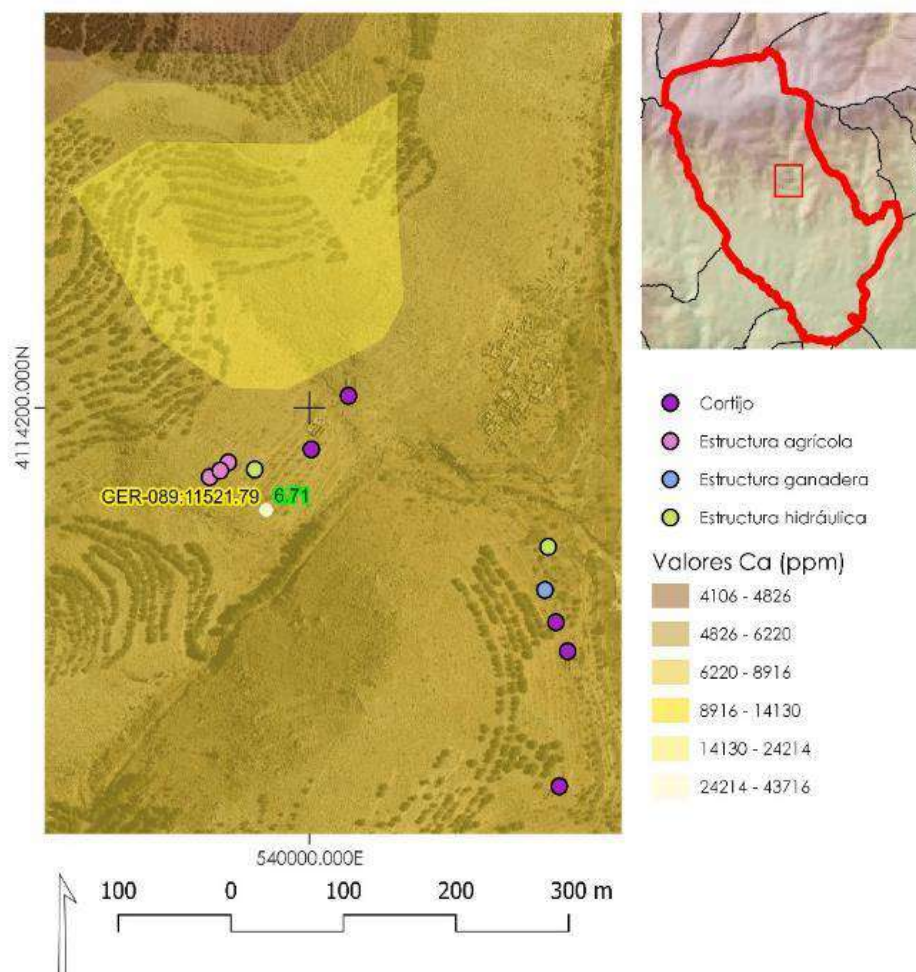 4114200.000N
GER-089:11521.79
6.71
540000.000E
100 0 100 200 300 m
Cortijo
Estructura agrícola
Estructura ganadera
Estructura hidráulica
Valores Ca (ppm)
4106 - 4826
4826 - 6220
6220 - 8916
8916 - 14130
14130 - 24214
24214 - 43716